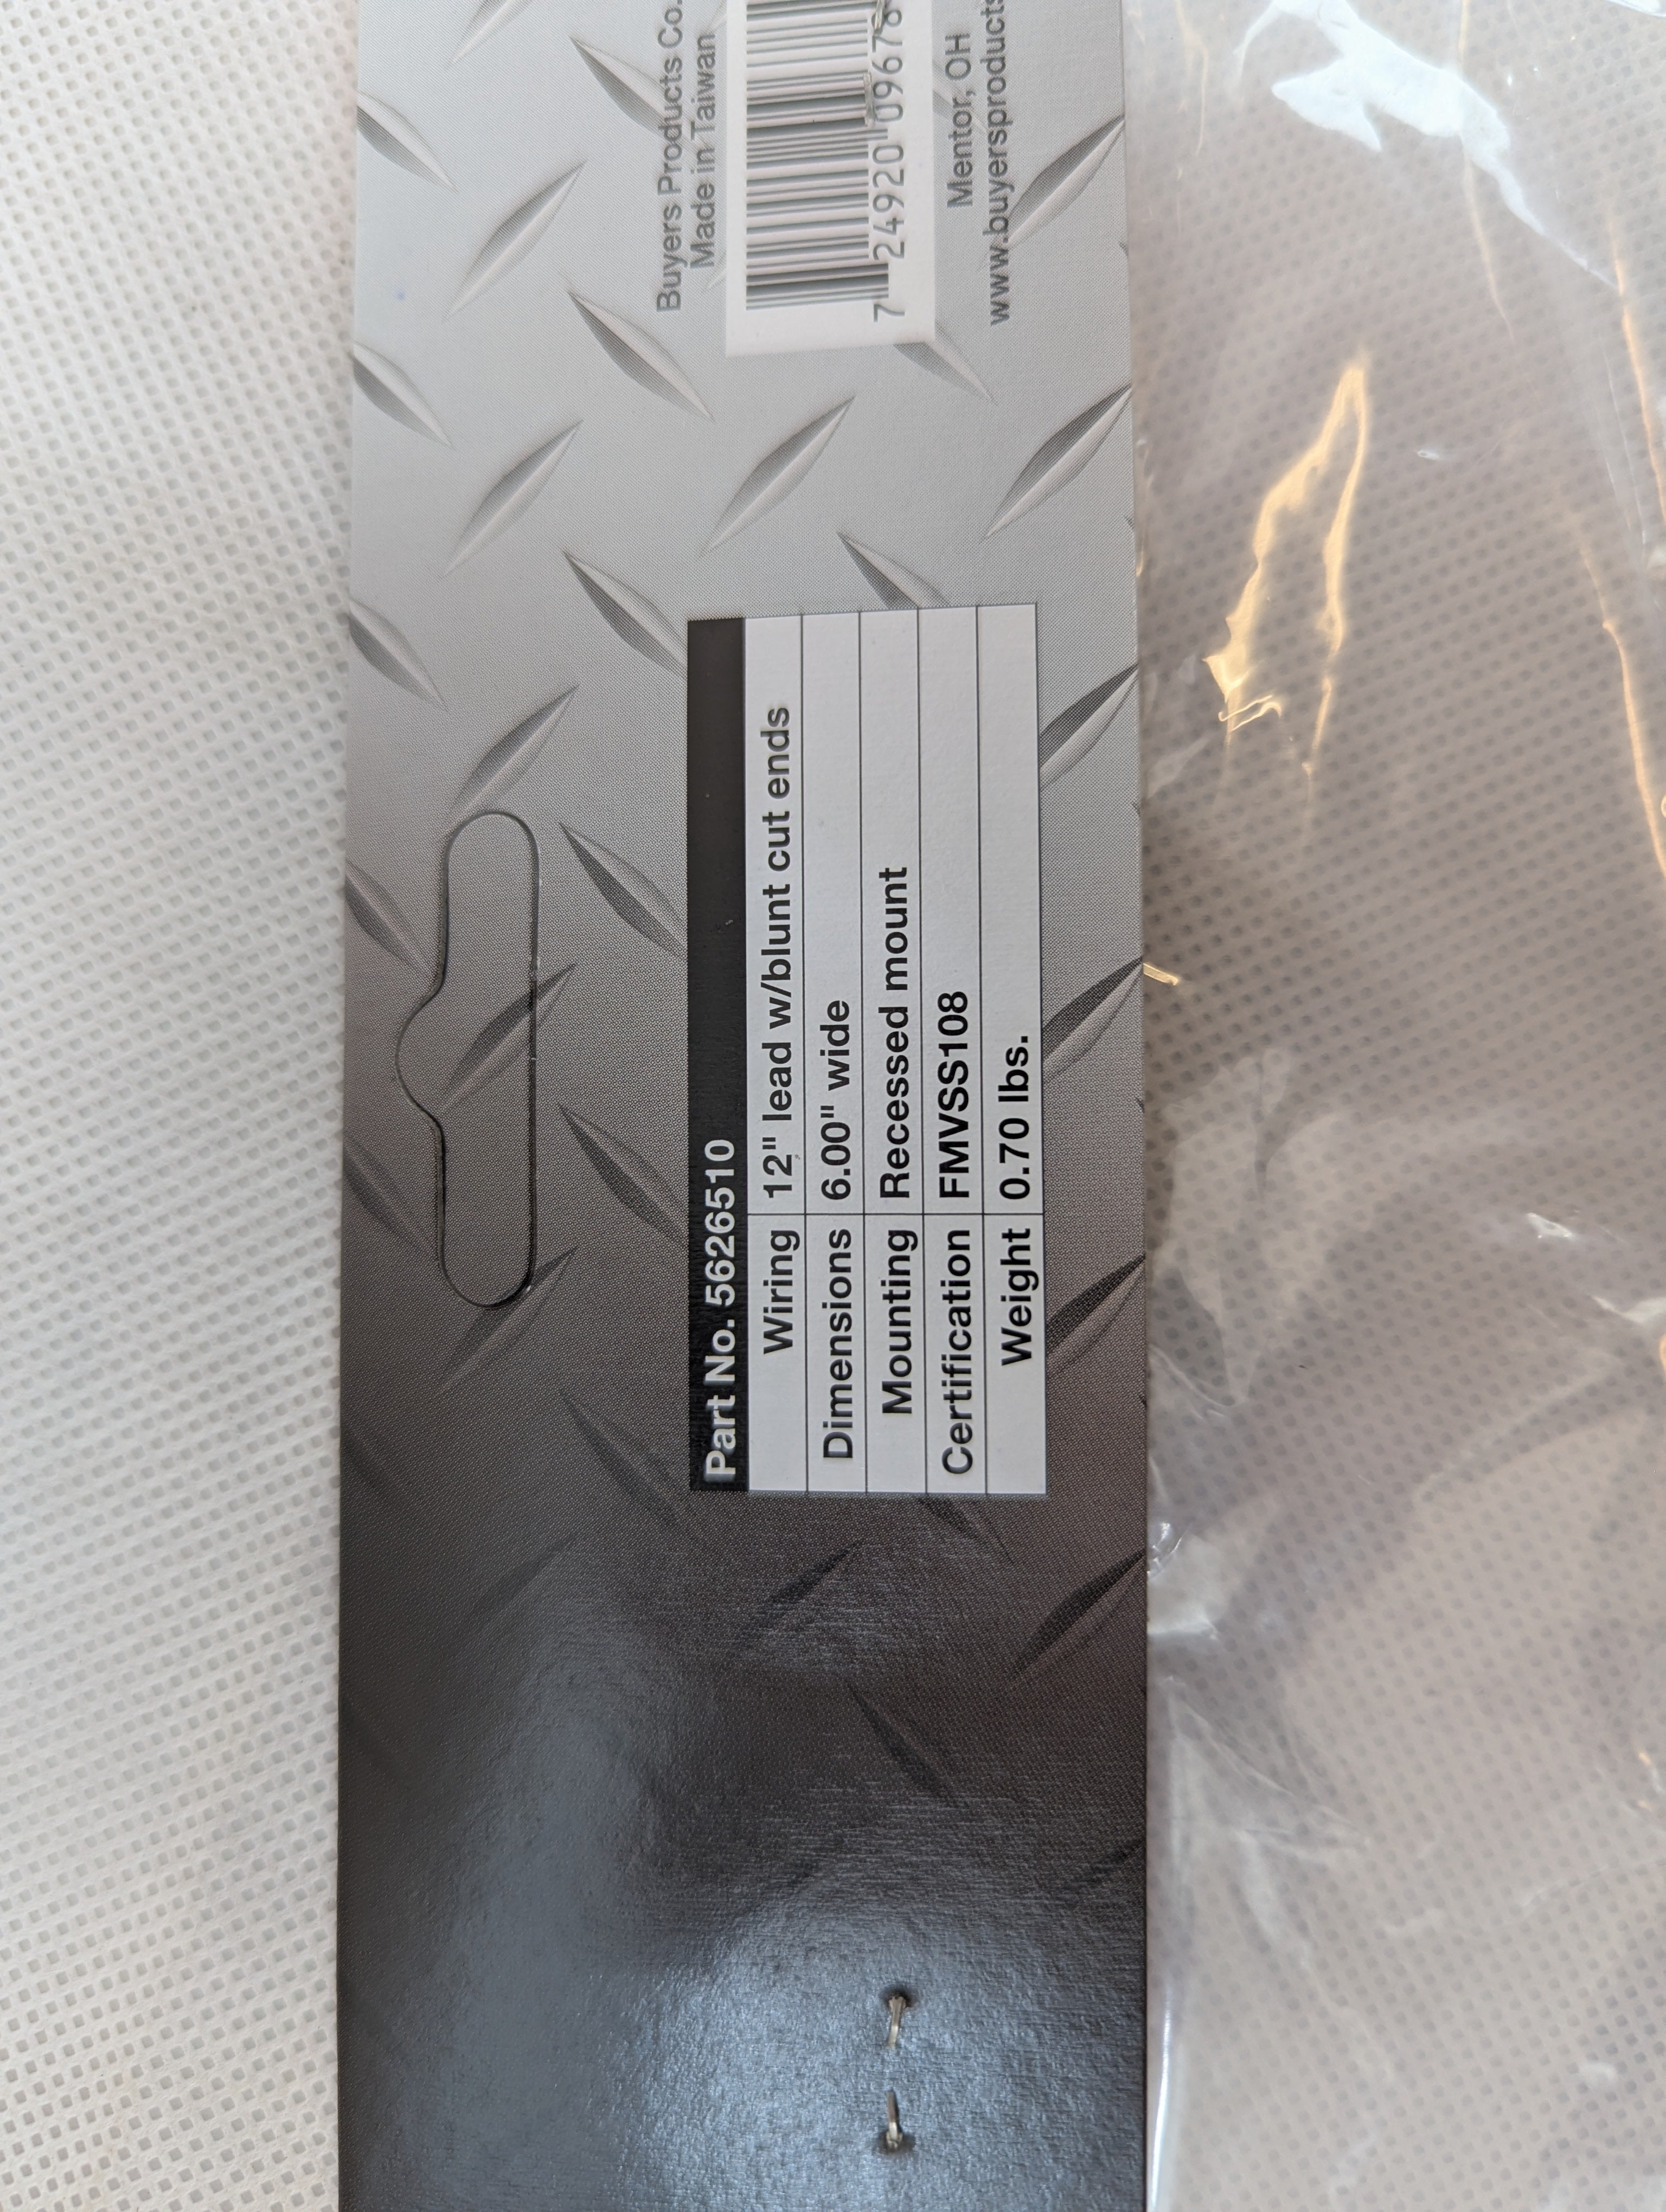 Part No. 5626510
Wiring 12" lead w/blunt cut ends
Dimensions 6.00" wide
Mounting Recessed mount
Certification FMVSS108
Weight 0.70 lbs.
Buyers Products Co.
Made in Taiwan
7 24920 09678
Mentor, OH
www.buyersproducts